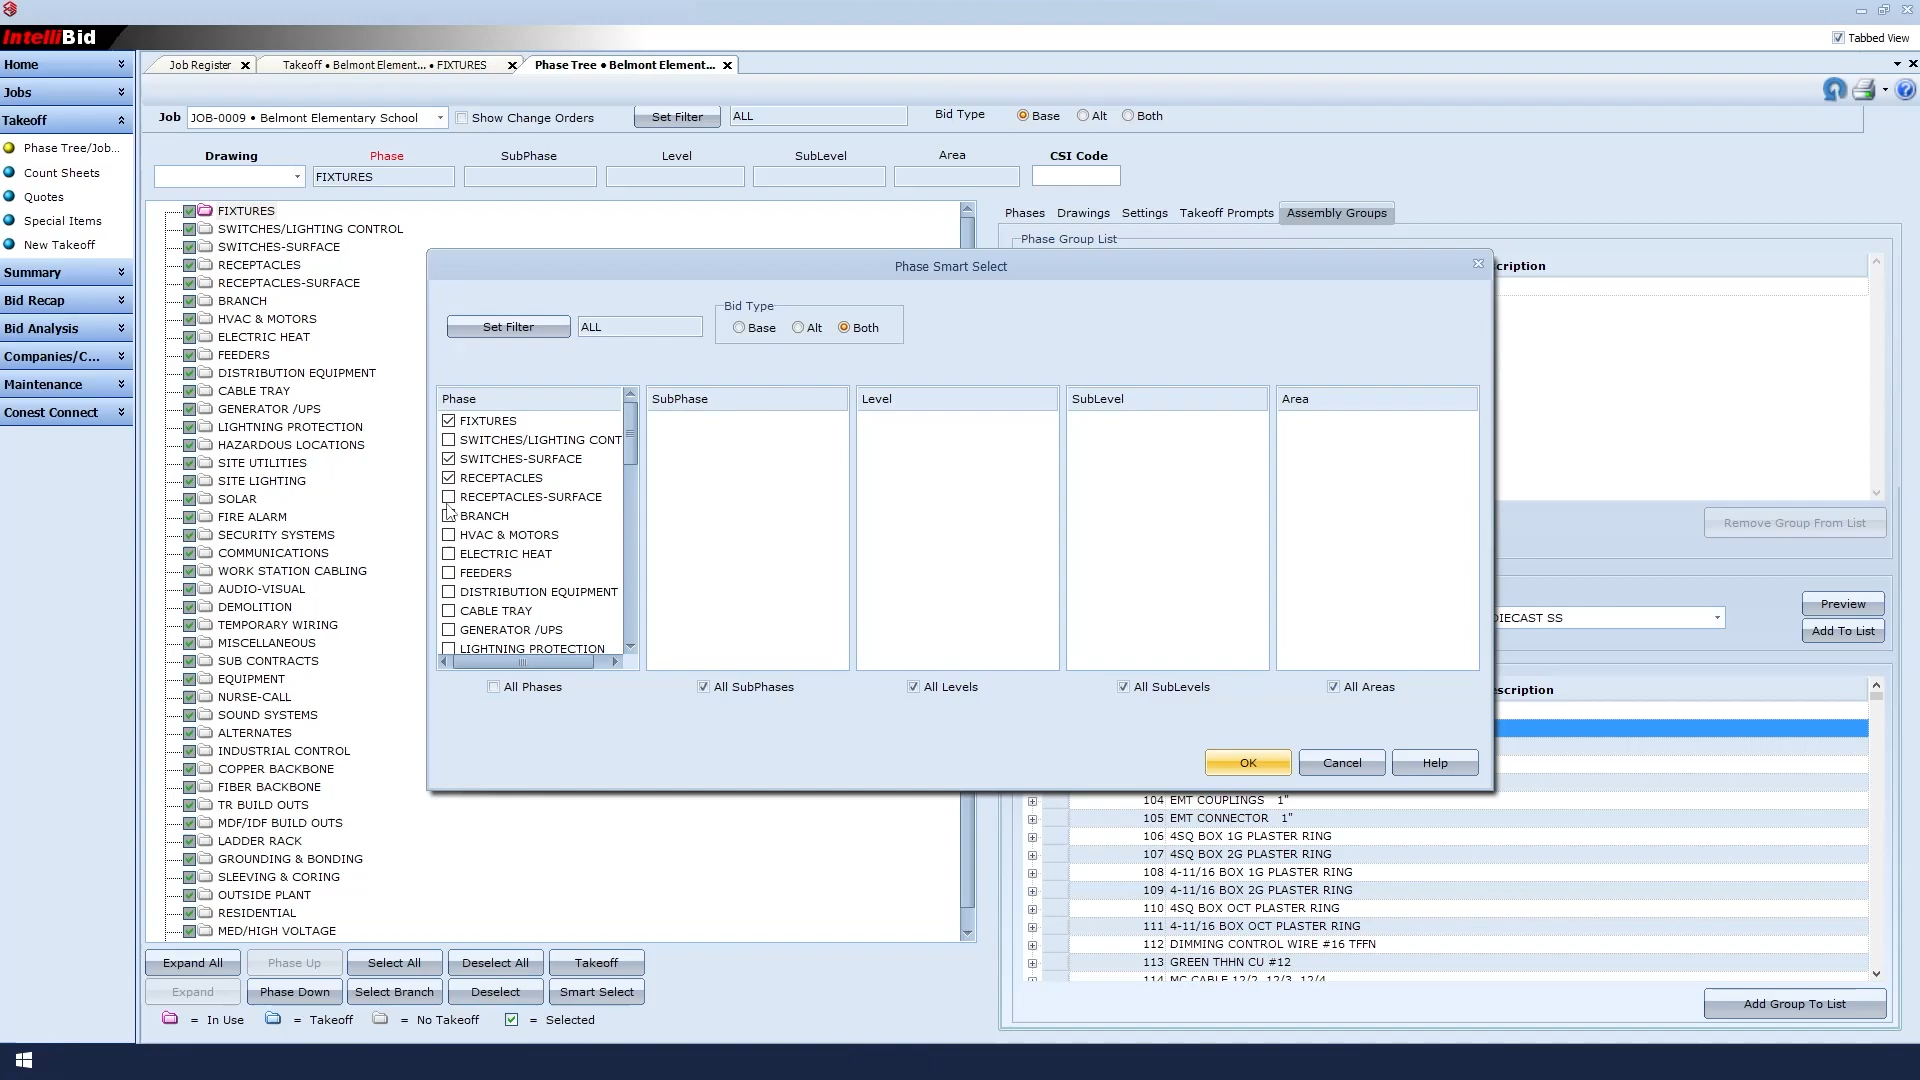 IntelliBid
Tabbed View
Home
Jobs
Takeoff
Phase Tree/Job...
Count Sheets
Quotes
Special Items
New Takeoff
Summary
Bid Recap
Bid Analysis
Companies/C...
Maintenance
Conest Connect
Job Register
Takeoff • Belmont Element... • FIXTURES
Phase Tree • Belmont Element...
Job JOB-0009 • Belmont Elementary School
Show Change Orders
Set Filter
ALL
Bid Type
Base
Alt
Both
Drawing
Phase
SubPhase
Level
SubLevel
Area
CSI Code
FIXTURES
FIXTURES
SWITCHES/LIGHTING CONTROL
SWITCHES-SURFACE
RECEPTACLES
RECEPTACLES-SURFACE
BRANCH
HVAC & MOTORS
ELECTRIC HEAT
FEEDERS
DISTRIBUTION EQUIPMENT
CABLE TRAY
GENERATOR /UPS
LIGHTNING PROTECTION
HAZARDOUS LOCATIONS
SITE UTILITIES
SITE LIGHTING
SOLAR
FIRE ALARM
SECURITY SYSTEMS
COMMUNICATIONS
WORK STATION CABLING
AUDIO-VISUAL
DEMOLITION
TEMPORARY WIRING
MISCELLANEOUS
SUB CONTRACTS
EQUIPMENT
NURSE-CALL
SOUND SYSTEMS
ALTERNATES
INDUSTRIAL CONTROL
COPPER BACKBONE
FIBER BACKBONE
TR BUILD OUTS
MDF/IDF BUILD OUTS
LADDER RACK
GROUNDING & BONDING
SLEEVING & CORING
OUTSIDE PLANT
RESIDENTIAL
MED/HIGH VOLTAGE
Expand All
Phase Up
Select All
Deselect All
Takeoff
Expand
Phase Down
Select Branch
Deselect
Smart Select
= In Use
= Takeoff
= No Takeoff
= Selected
Phases
Drawings
Settings
Takeoff Prompts
Assembly Groups
Phase Group List
cription
Remove Group From List
DIECAST SS
Preview
Add To List
escription
104 EMT COUPLINGS 1"
105 EMT CONNECTOR 1"
106 4SQ BOX 1G PLASTER RING
107 4SQ BOX 2G PLASTER RING
108 4-11/16 BOX 1G PLASTER RING
109 4-11/16 BOX 2G PLASTER RING
110 4SQ BOX OCT PLASTER RING
111 4-11/16 BOX OCT PLASTER RING
112 DIMMING CONTROL WIRE #16 TFFN
113 GREEN THHN CU #12
114 MC CABLE 12/2, 12/3, 12/4
Add Group To List
Phase Smart Select
Set Filter
ALL
Bid Type
Base
Alt
Both
Phase
SubPhase
Level
SubLevel
Area
FIXTURES
SWITCHES/LIGHTING CONT
SWITCHES-SURFACE
RECEPTACLES
RECEPTACLES-SURFACE
BRANCH
HVAC & MOTORS
ELECTRIC HEAT
FEEDERS
DISTRIBUTION EQUIPMENT
CABLE TRAY
GENERATOR /UPS
LIGHTNING PROTECTION
All Phases
All SubPhases
All Levels
All SubLevels
All Areas
OK
Cancel
Help